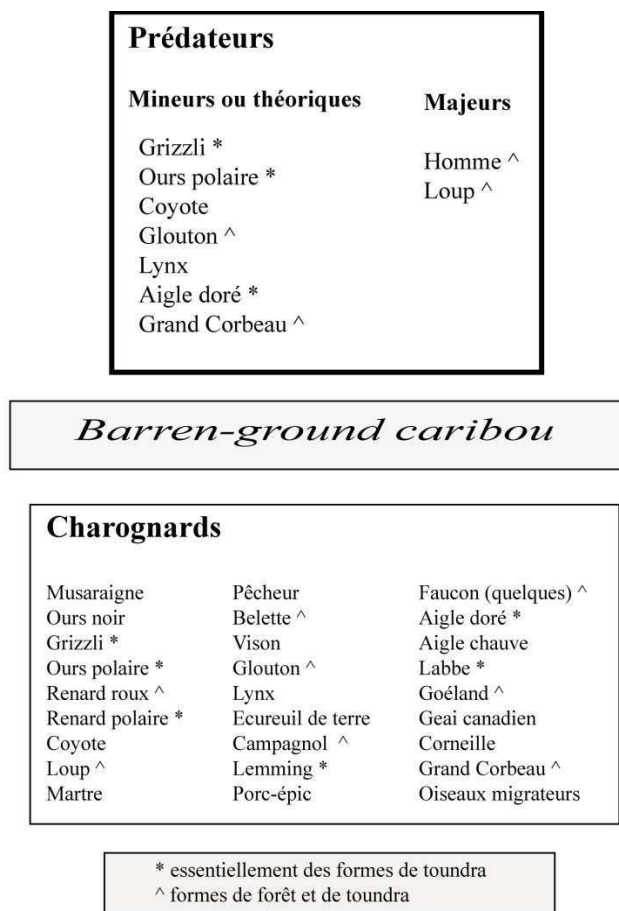 Prédateurs
Mineurs ou théoriques
Grizzli *
Ours polaire *
Coyote
Glouton ^
Lynx
Aigle doré *
Grand Corbeau ^
Majeurs
Homme ^
Loup ^
Barren-ground caribou
Charognards
Musaraigne
Ours noir
Grizzli *
Ours polaire *
Renard roux ^
Renard polaire *
Coyote
Loup ^
Martre
Pêcheur
Belette ^
Vison
Glouton ^
Lynx
Ecureuil de terre
Campagnol ^
Lemming *
Porc-épic
Faucon (quelques) ^
Aigle doré *
Aigle chauve
Labbe *
Goéland ^
Geai canadien
Corneille
Grand Corbeau ^
Oiseaux migrateurs
* essentiellement des formes de toundra
^ formes de forêt et de toundra